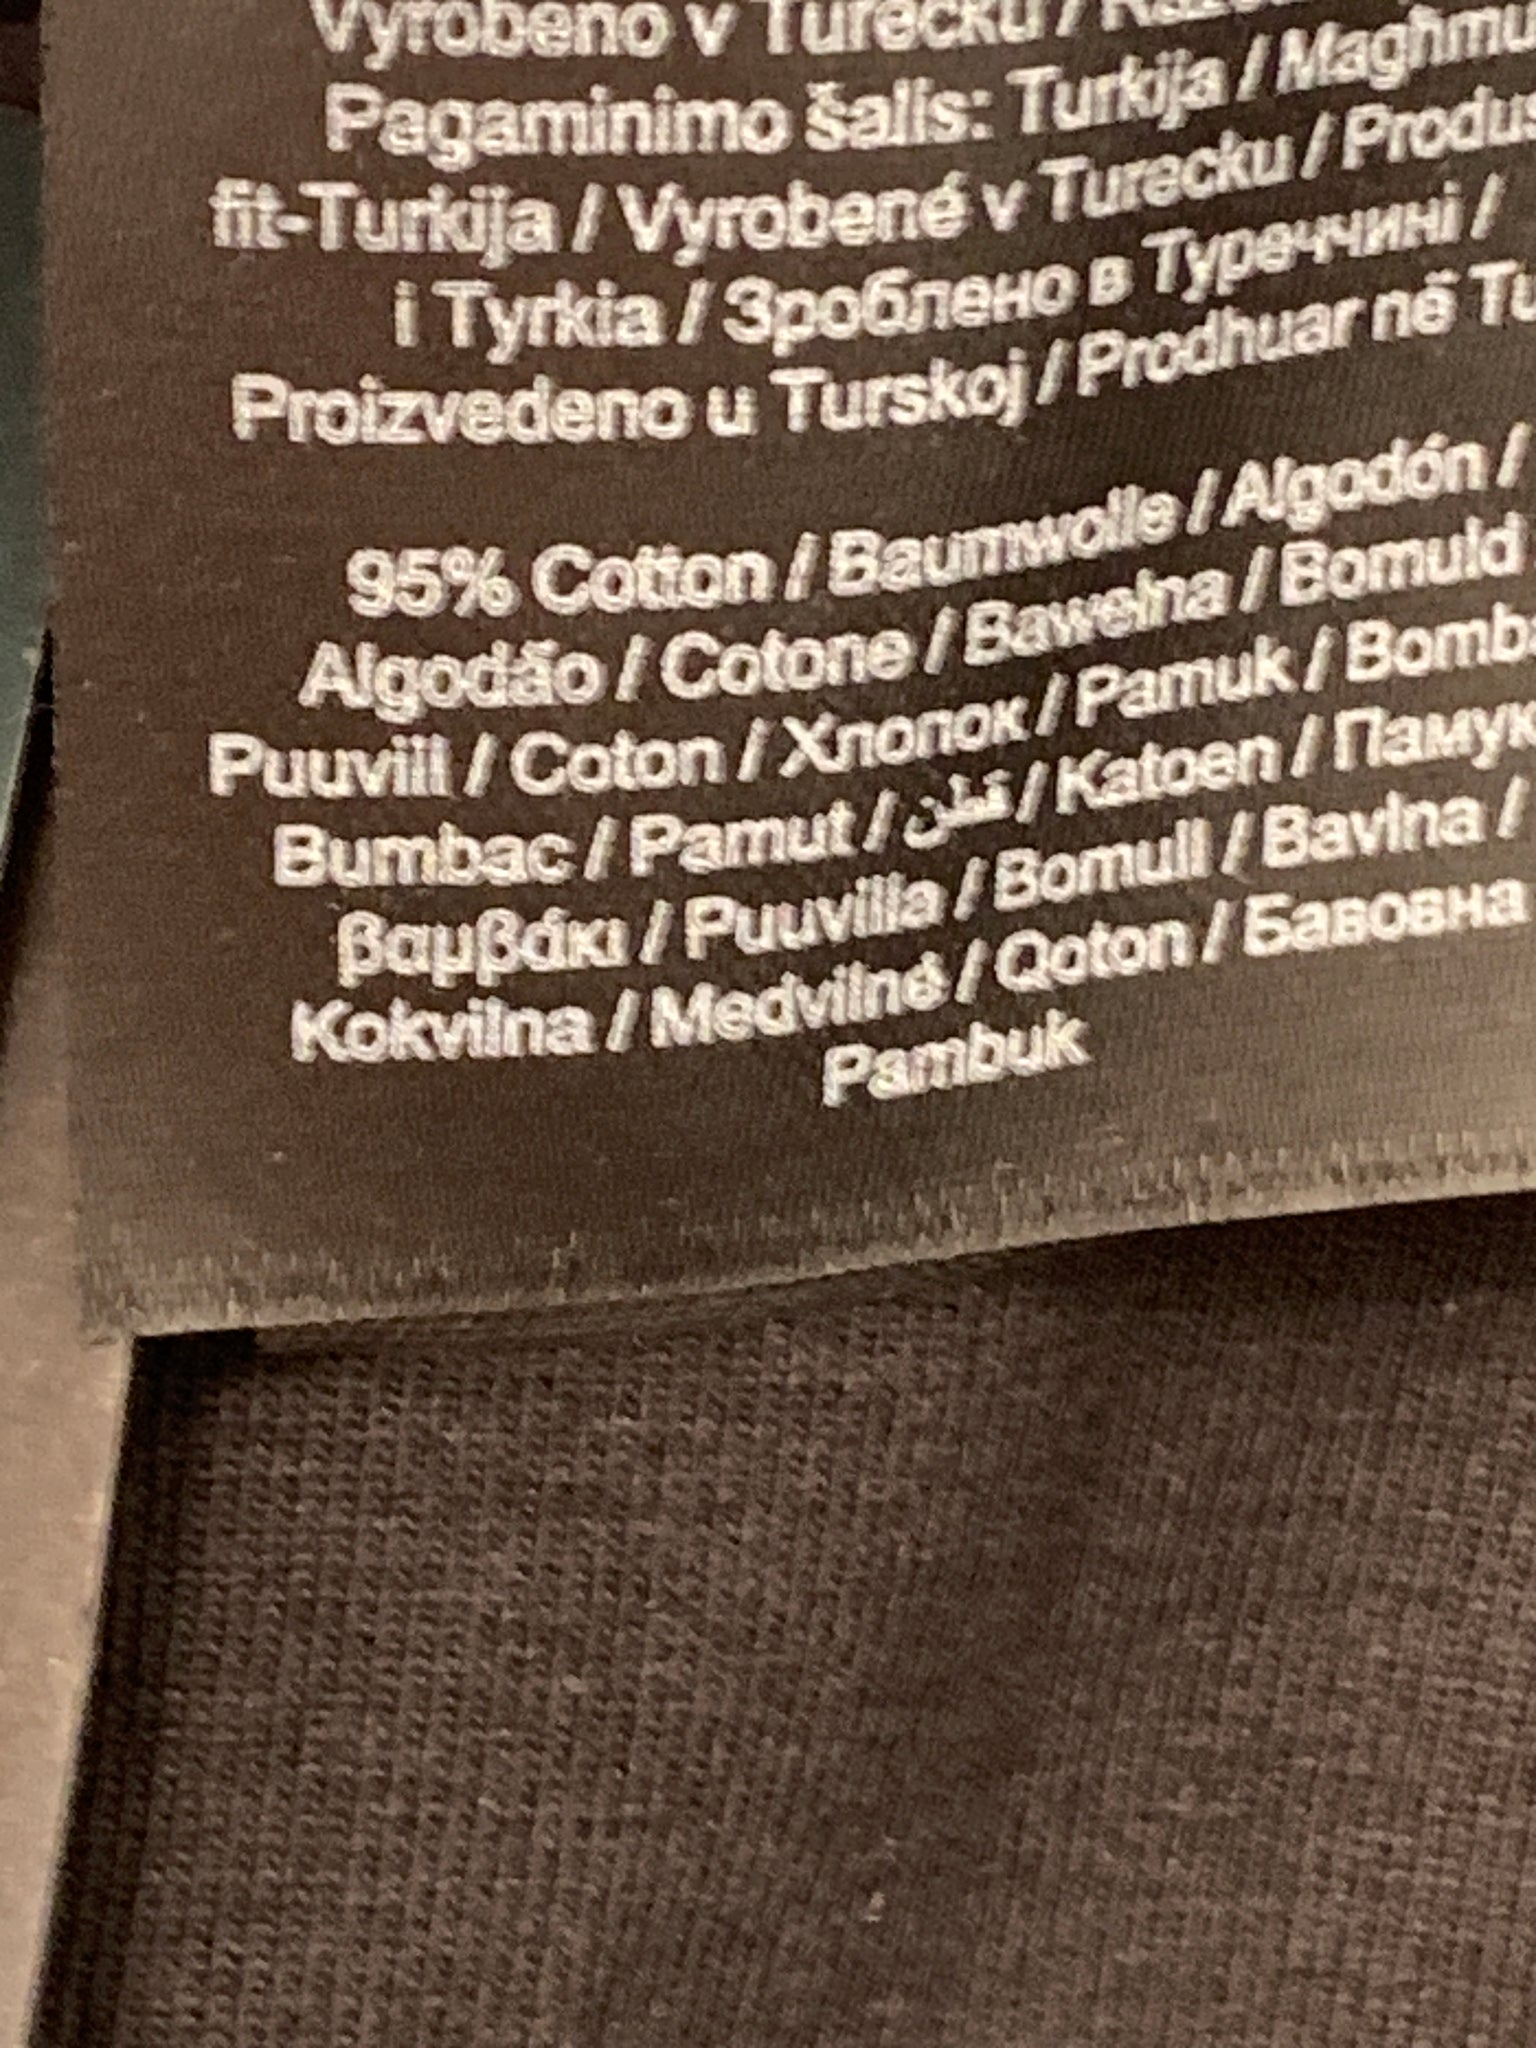 Vyrobeno v Turecku /
Pagaminimo šalis: Turkija / Magħmu
fit-Turkija / Vyrobené v Turecku / Produs
i Tyrkia / Зроблено в Туреччині /
Proizvedeno u Turskoj / Prodhuar në Tu
95% Cotton / Baumwolle / Algodón /
Algodão / Cotone / Bawełna / Bomuld
Puuvill / Coton / Хлопок / Pamuk / Bomba
Bumbac / Pamut / قطن / Katoen / Памук
βαμβάκι / Puuvilla / Bomull / Bavlna /
Kokvilna / Medvilné / Qoton / Бавовна
Pambuk